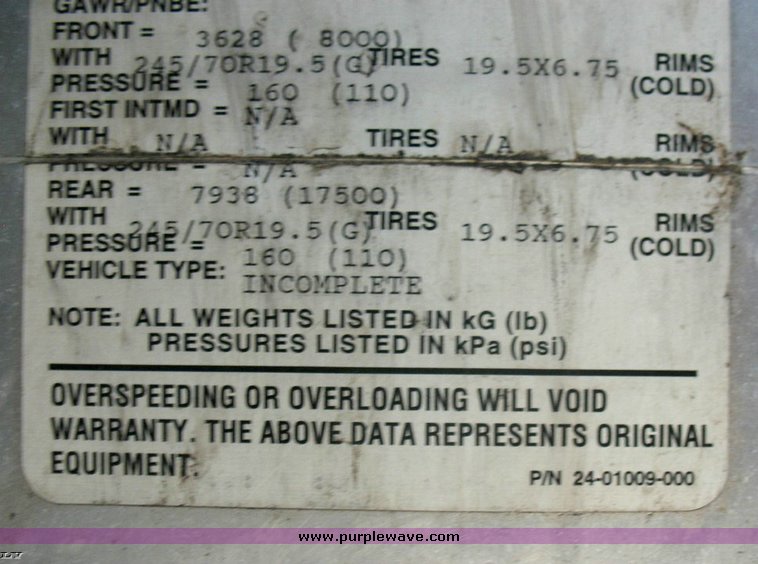 GAWR/PNBE:
FRONT = 3628 ( 8000)
WITH 245/70R19.5(G) TIRES 19.5X6.75 RIMS
PRESSURE = 160 (110) (COLD)
FIRST INTMD = N/A
WITH N/A TIRES N/A RIMS
PRESSURE = N/A (COLD)
REAR = 7938 (17500)
WITH 245/70R19.5(G) TIRES 19.5X6.75 RIMS
PRESSURE = 160 (110) (COLD)
VEHICLE TYPE: INCOMPLETE
NOTE: ALL WEIGHTS LISTED IN kG (lb)
PRESSURES LISTED IN kPa (psi)
OVERSPEEDING OR OVERLOADING WILL VOID
WARRANTY. THE ABOVE DATA REPRESENTS ORIGINAL
EQUIPMENT.
P/N 24-01009-000
www.purplewave.com